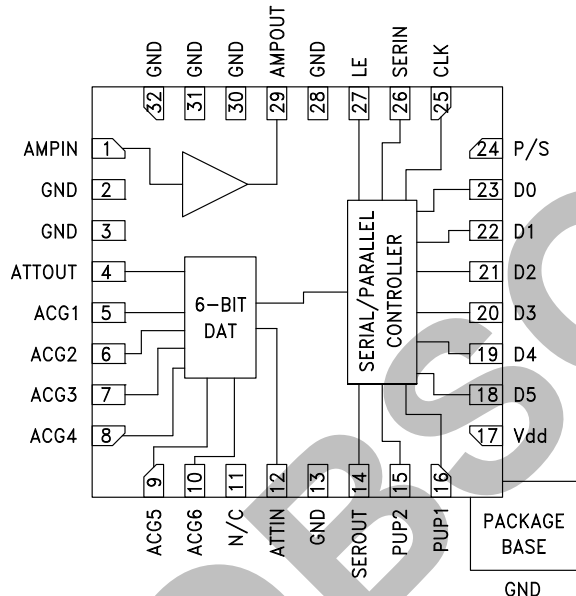 GND
GND
GND
AMPOUT
GND
LE
SERIN
CLK
32
31
30
29
28
27
26
25
AMPIN 1
GND 2
GND 3
ATTOUT 4
ACG1 5
ACG2 6
ACG3 7
ACG4 8
6-BIT
DAT
SERIAL/PARALLEL
CONTROLLER
24 P/S
23 D0
22 D1
21 D2
20 D3
19 D4
18 D5
17 Vdd
9
10
11
12
13
14
15
16
ACG5
ACG6
N/C
ATTIN
GND
SEROUT
PUP2
PUP1
PACKAGE
BASE
GND
OBSO